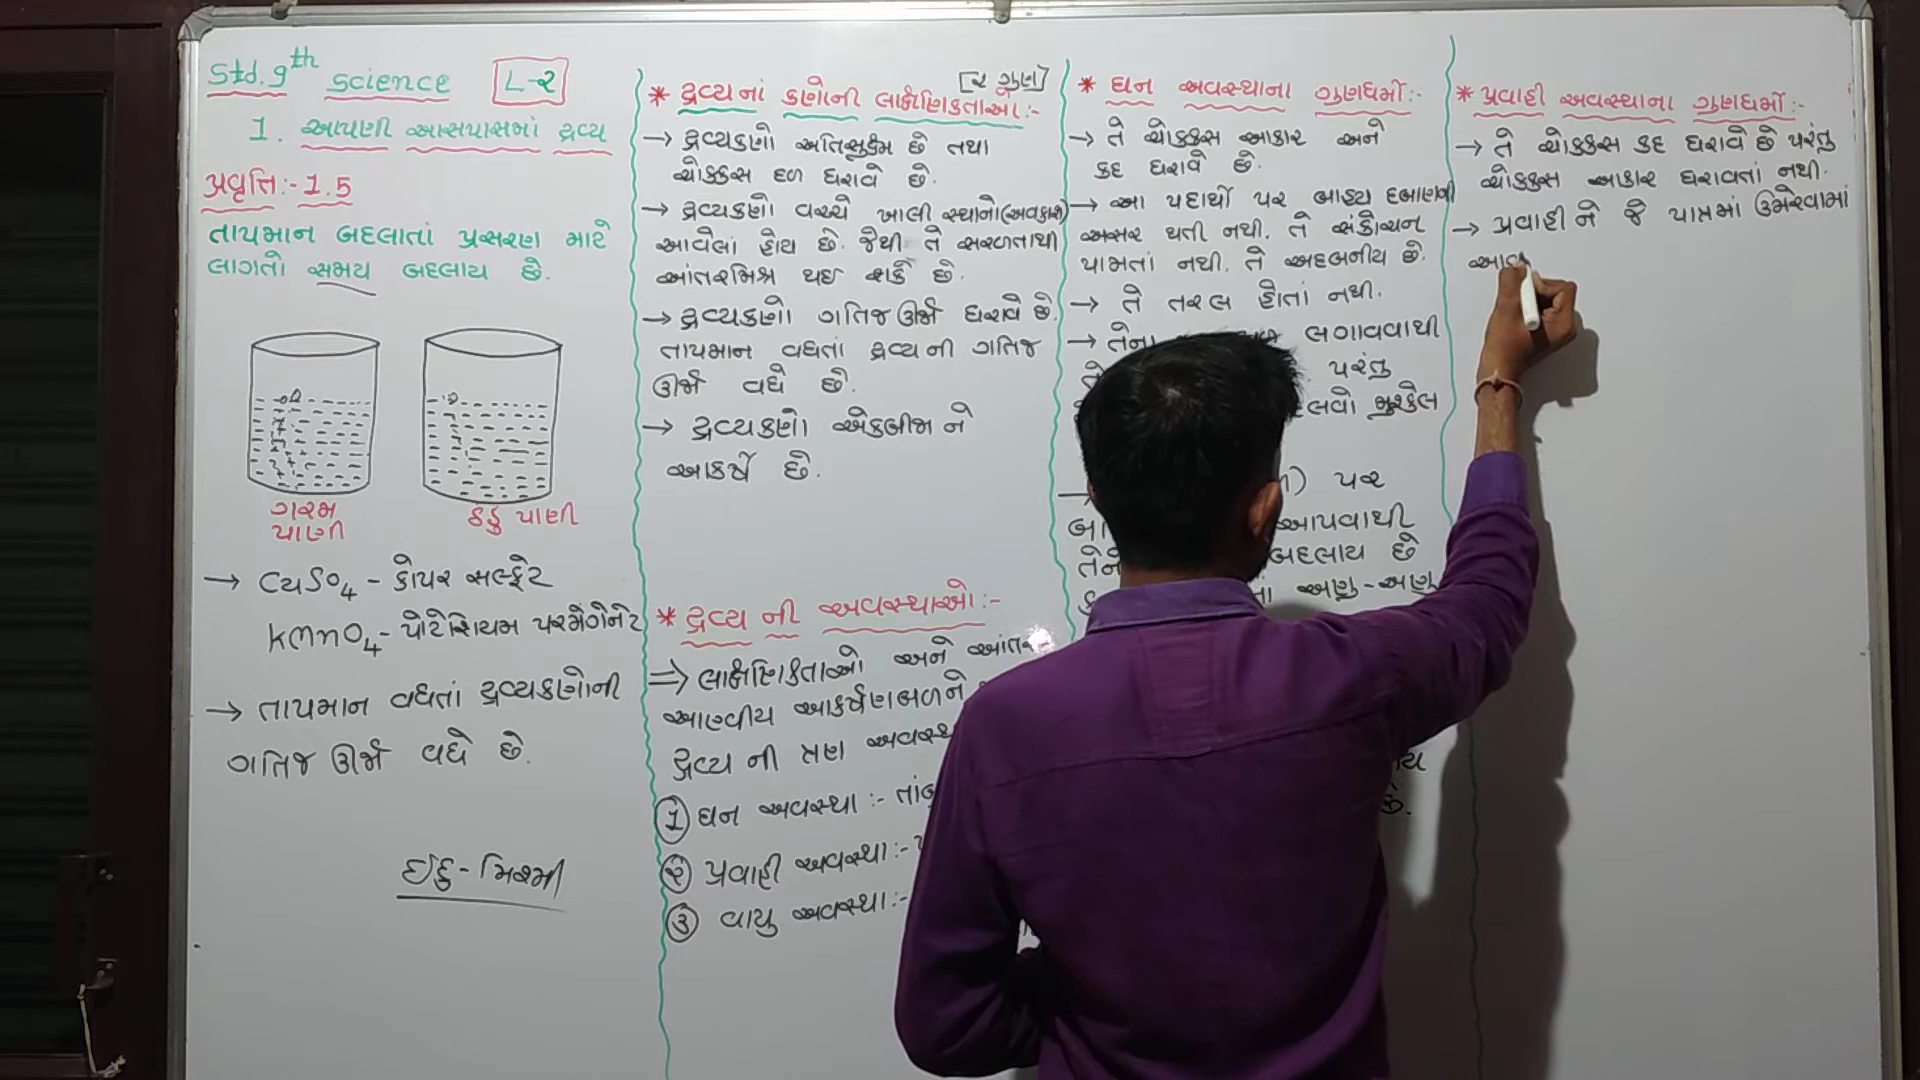 Std. 9th Science L-૨
1. આપણી આસપાસમાં દ્રવ્ય
પ્રવૃત્તિ:- 1.5
તાપમાન બદલાતાં પ્રસરણ માટે
લાગતો સમય બદલાય છે.
ગરમ
પાણી
ઠંડુ પાણી
→ CuSO4 - કોપર સલ્ફેટ
KMnO4 - પોટેશિયમ પરમેંગેનેટ
→ તાપમાન વધતાં દ્રવ્યકણોની
ગતિજ ઊર્જા વધે છે.
* દ્રવ્યનાં કણોની લાક્ષણિકતાઓ:- [૨ ગુણ]
→ દ્રવ્યકણો અતિસુક્ષ્મ છે તથા
ચોક્કસ દળ ધરાવે છે.
→ દ્રવ્યકણો વચ્ચે ખાલી સ્થાનો(અવકાશ)
આવેલાં હોય છે. જેથી તે સરળતાથી
આંતરમિશ્ર થઈ શકે છે.
→ દ્રવ્યકણો ગતિજ ઊર્જા ધરાવે છે.
તાપમાન વધતાં દ્રવ્ય ની ગતિજ
ઊર્જા વધે છે.
→ દ્રવ્યકણો એકબીજા ને
આકર્ષે છે.
* દ્રવ્ય ની અવસ્થાઓ:-
⇒ લાક્ષણિકતાઓ અને
આણ્વીય આકર્ષણબળને
દ્રવ્ય ની ત્રણ
① ઘન અવસ્થા :-
② પ્રવાહી અવસ્થા:-
③ વાયુ અવસ્થા:-
* ઘન અવસ્થાના ગુણધર્મો:-
→ તે ચોક્કસ આકાર અને
કદ ધરાવે છે.
→ આ પદાર્થો પર બાહ્ય દબાણની
અસર થતી નથી. તે સંકોચન
પામતાં નથી. તે અદબનીય છે.
→ તે તરલ હોતાં નથી.
→ તેના લગાવવાથી
પરંતુ
મુશ્કેલ
પર
આપવાથી
બદલાય છે
અણુ-અણુ
* પ્રવાહી અવસ્થાના ગુણધર્મો:-
→ તે ચોક્કસ કદ ધરાવે છે પરંતુ
ચોક્કસ આકાર ધરાવતાં નથી.
→ પ્રવાહી ને જે પાત્રમાં ઉમેરવામાં